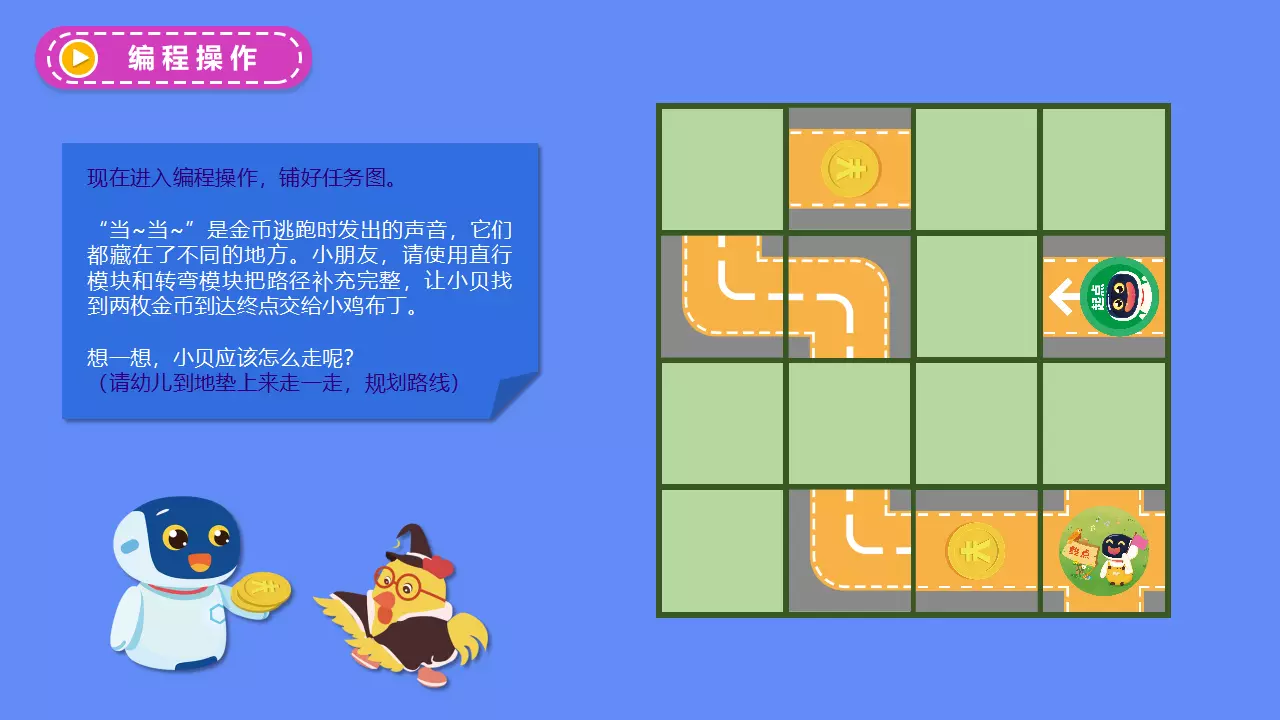 编程操作
现在进入编程操作，铺好任务图。
“当~当~”是金币逃跑时发出的声音，它们
都藏在了不同的地方。小朋友，请使用直行
模块和转弯模块把路径补充完整，让小贝找
到两枚金币到达终点交给小鸡布丁。
想一想，小贝应该怎么走呢？
（请幼儿到地垫上来走一走，规划路线）
¥
起点
¥
终点
¥